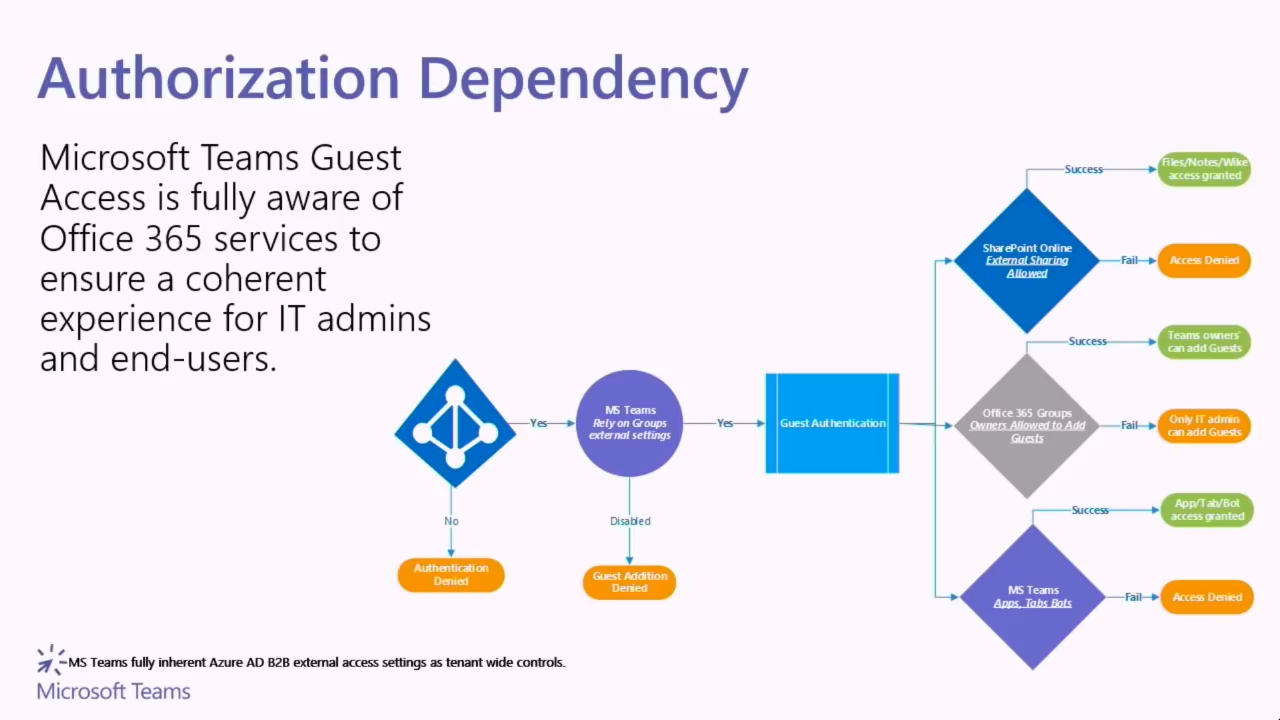 Authorization Dependency
Microsoft Teams Guest
Access is fully aware of
Office 365 services to
ensure a coherent
experience for IT admins
and end-users.
Yes
No
Authentication
Denied
MS Teams
Rely on Groups
external settings
Yes
Disabled
Guest Addition
Denied
Guest Authentication
SharePoint Online
External Sharing
Allowed
Success
Files/Notes/Wike
access granted
Fail
Access Denied
Office 365 Groups
Owners Allowed to Add
Guests
Success
Teams owners'
can add Guests
Fail
Only IT admin
can add Guests
MS Teams
Apps, Tabs Bots
Success
App/Tab/Bot
access granted
Fail
Access Denied
MS Teams fully inherent Azure AD B2B external access settings as tenant wide controls.
Microsoft Teams